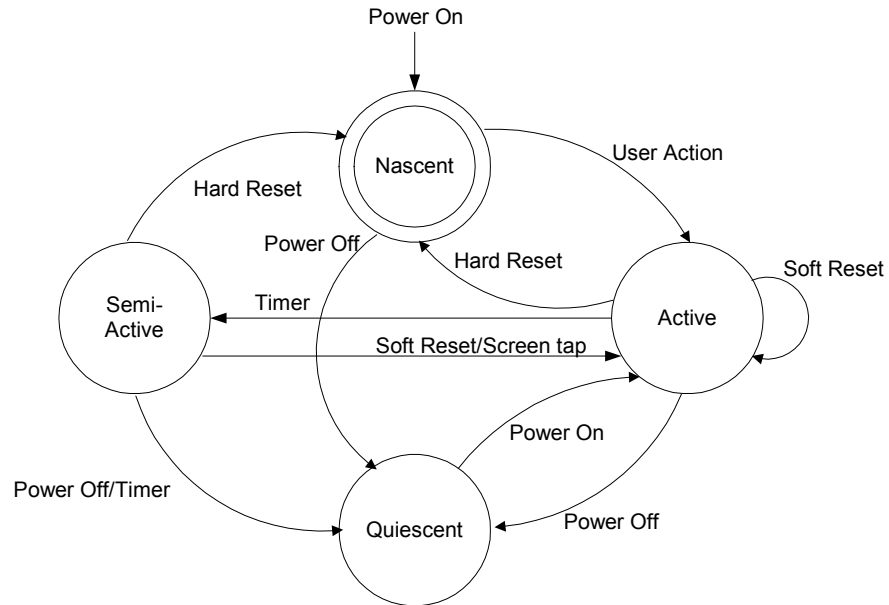 Power On
Nascent
User Action
Hard Reset
Power Off
Hard Reset
Soft Reset
Semi-
Active
Timer
Active
Soft Reset/Screen tap
Power On
Power Off/Timer
Quiescent
Power Off